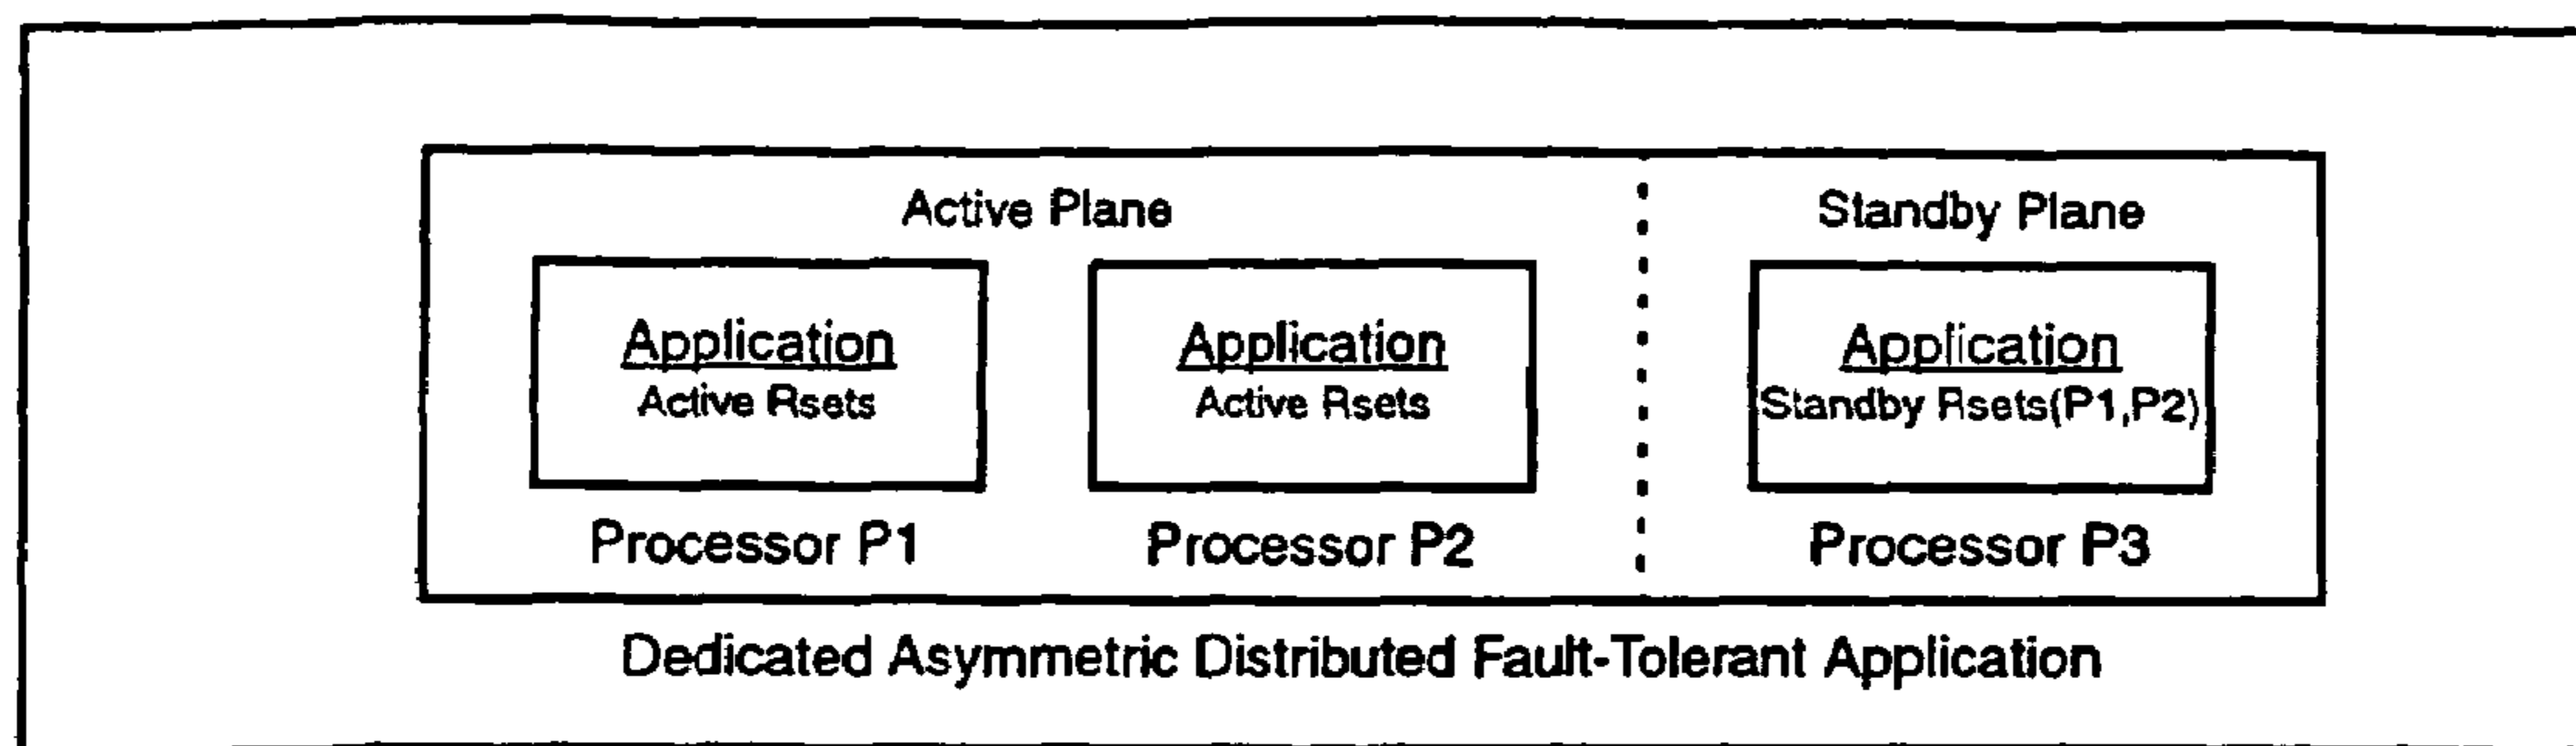 Active Plane
Standby Plane
Application
Active Rsets
Application
Active Rsets
Application
Standby Rsets(P1,P2)
Processor P1
Processor P2
Processor P3
Dedicated Asymmetric Distributed Fault-Tolerant Application